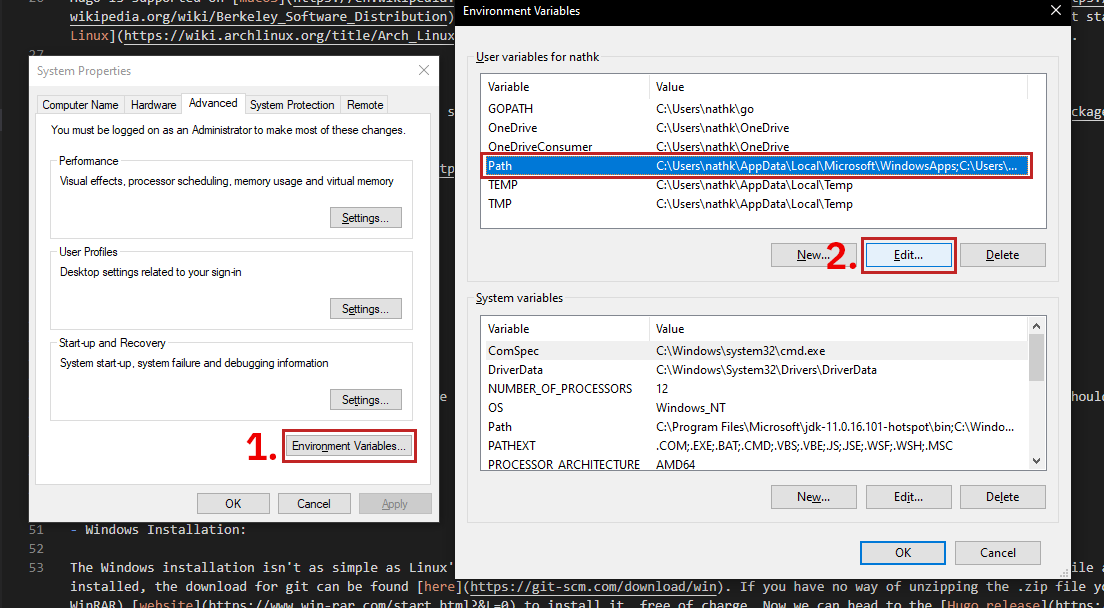 Hugo is supported on [macOS](https://en.wikipedia.
wikipedia.org/wiki/Berkeley_Software_Distribution)
Linux](https://wiki.archlinux.org/title/Arch_Linux
27
System Properties
Computer Name
Hardware
Advanced
System Protection
Remote
You must be logged on as an Administrator to make most of these changes.
Performance
Visual effects, processor scheduling, memory usage and virtual memory
Settings...
User Profiles
Desktop settings related to your sign-in
Settings...
Start-up and Recovery
System start-up, system failure and debugging information
Settings...
1.
Environment Variables...
OK
Cancel
Apply
Environment Variables
User variables for nathk
Variable Value
GOPATH C:\Users\nathk\go
OneDrive C:\Users\nathk\OneDrive
OneDriveConsumer C:\Users\nathk\OneDrive
Path C:\Users\nathk\AppData\Local\Microsoft\WindowsApps;C:\Users\...
TEMP C:\Users\nathk\AppData\Local\Temp
TMP C:\Users\nathk\AppData\Local\Temp
New...
2.
Edit...
Delete
System variables
Variable Value
ComSpec C:\Windows\system32\cmd.exe
DriverData C:\Windows\System32\Drivers\DriverData
NUMBER_OF_PROCESSORS 12
OS Windows_NT
Path C:\Program Files\Microsoft\jdk-11.0.16.101-hotspot\bin;C:\Windo...
PATHEXT .COM;.EXE;.BAT;.CMD;.VBS;.VBE;.JS;.JSE;.WSF;.WSH;.MSC
PROCESSOR_ARCHITECTURE AMD64
New...
Edit...
Delete
OK
Cancel
51 - Windows Installation:
52
53 The Windows installation isn't as simple as Linux'
installed, the download for git can be found [here](https://git-scm.com/download/win). If you have no way of unzipping the .zip file yo
WinRAR) [website](https://www.win-rar.com/start.html?&L=0) to install it, free of charge. Now we can head to the [Hugo release](https: